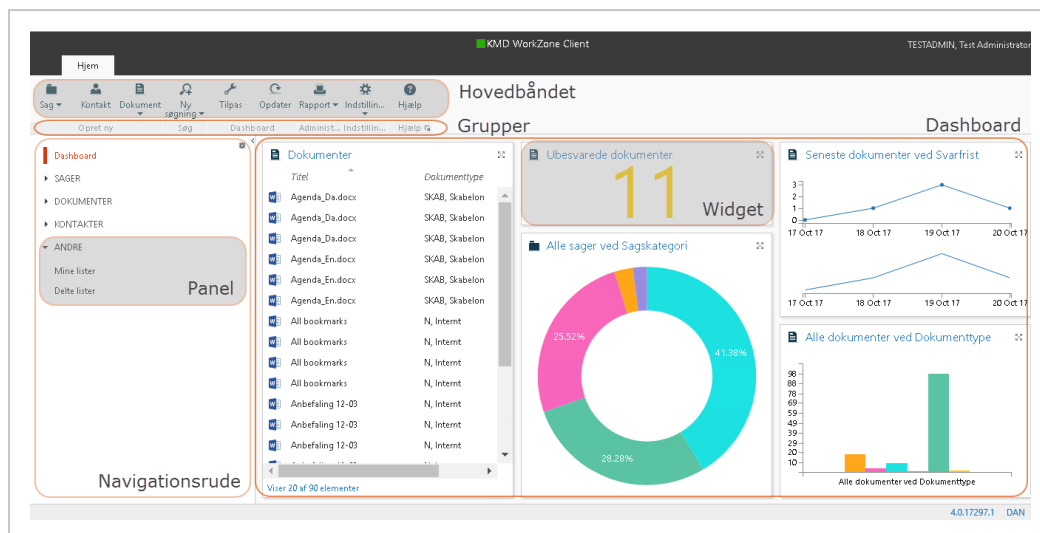 KMD WorkZone Client
TESTADMIN, Test Administrator
Hjem
Sag
Kontakt
Dokument
Ny søgning
Tilpas
Opdater
Rapport
Indstillin...
Hjælp
Hovedbåndet
Opret ny
Søg
Dashboard
Administ...
Indstillin...
Hjælp
Grupper
Dashboard
Dashboard
SAGER
DOKUMENTER
KONTAKTER
ANDRE
Mine lister
Delte lister
Panel
Navigationsrude
Dokumenter
Titel Dokumenttype
Agenda_Da.docx SKAB, Skabelon
Agenda_Da.docx SKAB, Skabelon
Agenda_Da.docx SKAB, Skabelon
Agenda_En.docx SKAB, Skabelon
Agenda_En.docx SKAB, Skabelon
Agenda_En.docx SKAB, Skabelon
All bookmarks N, Internt
All bookmarks N, Internt
All bookmarks N, Internt
All bookmarks N, Internt
Anbefaling 12-03 N, Internt
Anbefaling 12-03 N, Internt
Anbefaling 12-03 N, Internt
Viser 20 af 90 elementer
Ubesvarede dokumenter
11
Widget
Alle sager ved Sagskategori
25.52%
41.38%
28.28%
Seneste dokumenter ved Svarfrist
3
2
1
0
17 Oct 17 18 Oct 17 19 Oct 17 20 Oct 17
17 Oct 17 18 Oct 17 19 Oct 17 20 Oct 17
Alle dokumenter ved Dokumenttype
98
88
78
69
59
49
39
29
20
10
Alle dokumenter ved Dokumenttype
4.0.17297.1 DAN